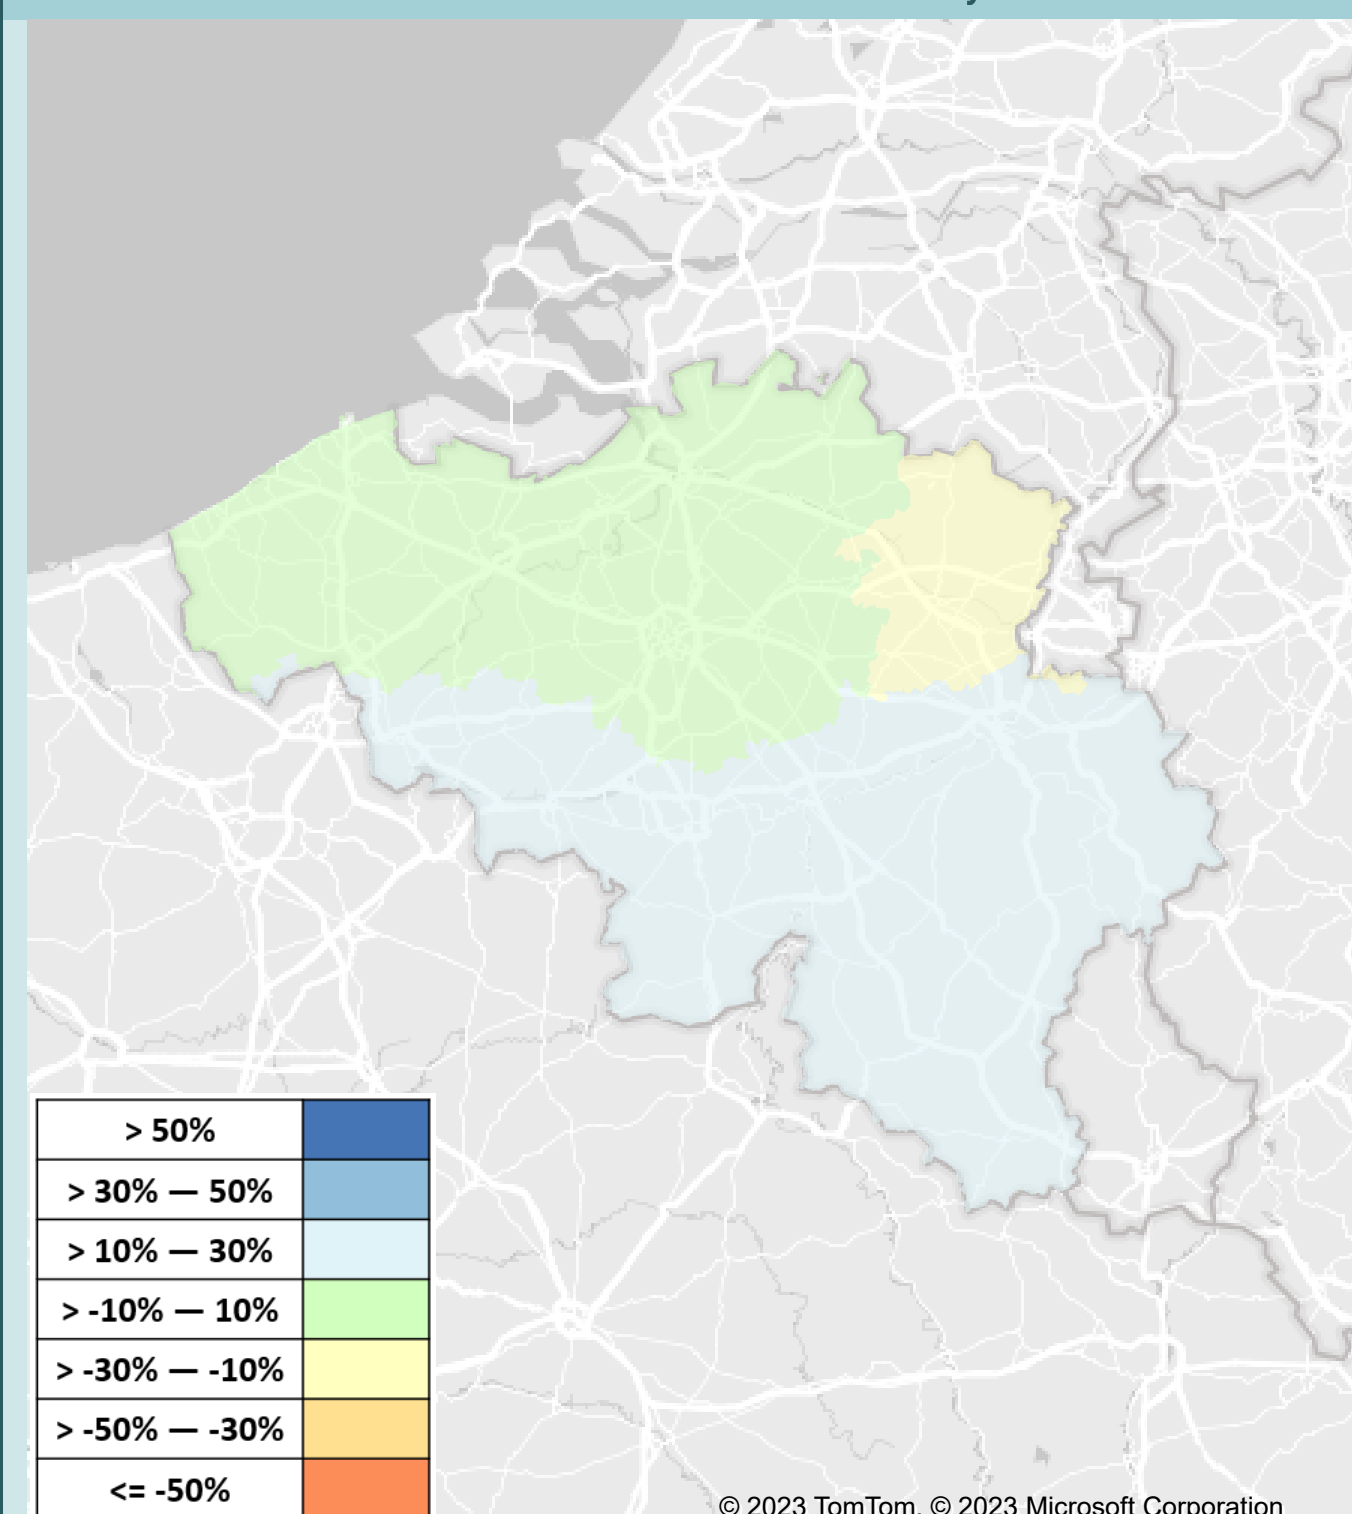 > 50%
> 30% — 50%
> 10% — 30%
> -10% — 10%
> -30% — -10%
> -50% — -30%
<= -50%
© 2023 TomTom, © 2023 Microsoft Corporation